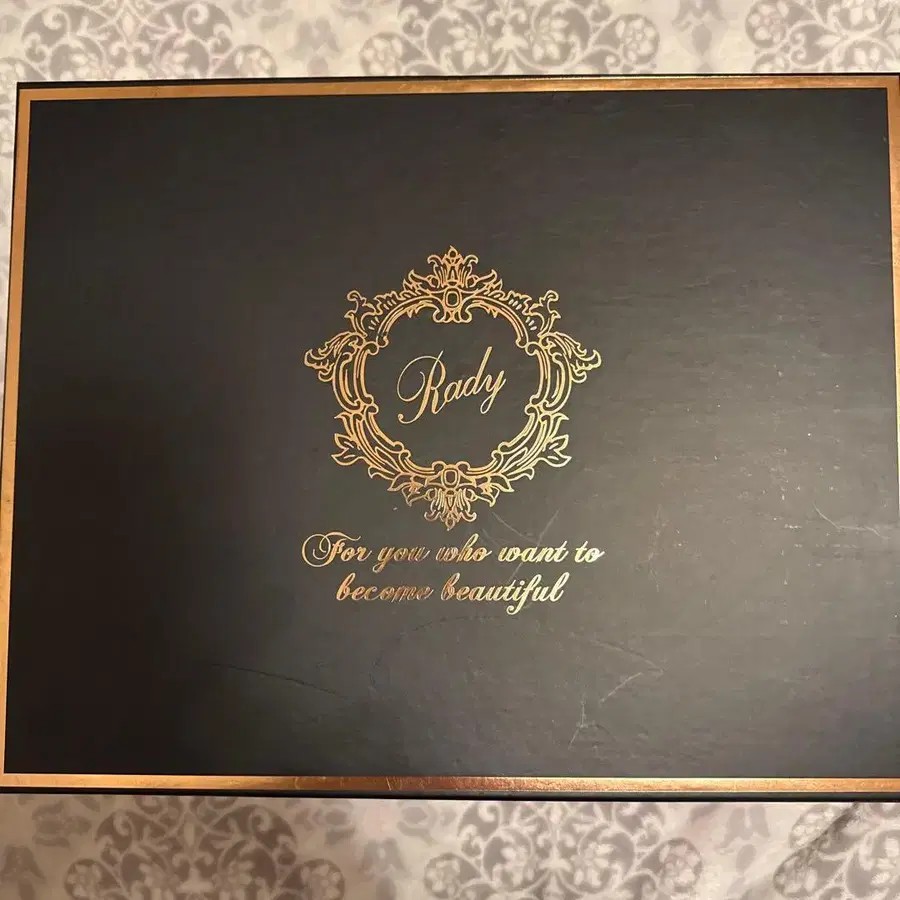 Rady
For you who want to
become beautiful